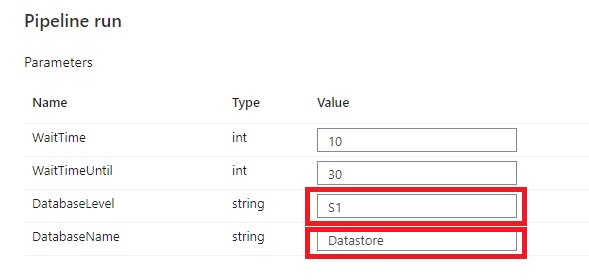 Pipeline run
Parameters
Name Type Value
WaitTime int 10
WaitTimeUntil int 30
DatabaseLevel string S1
DatabaseName string Datastore